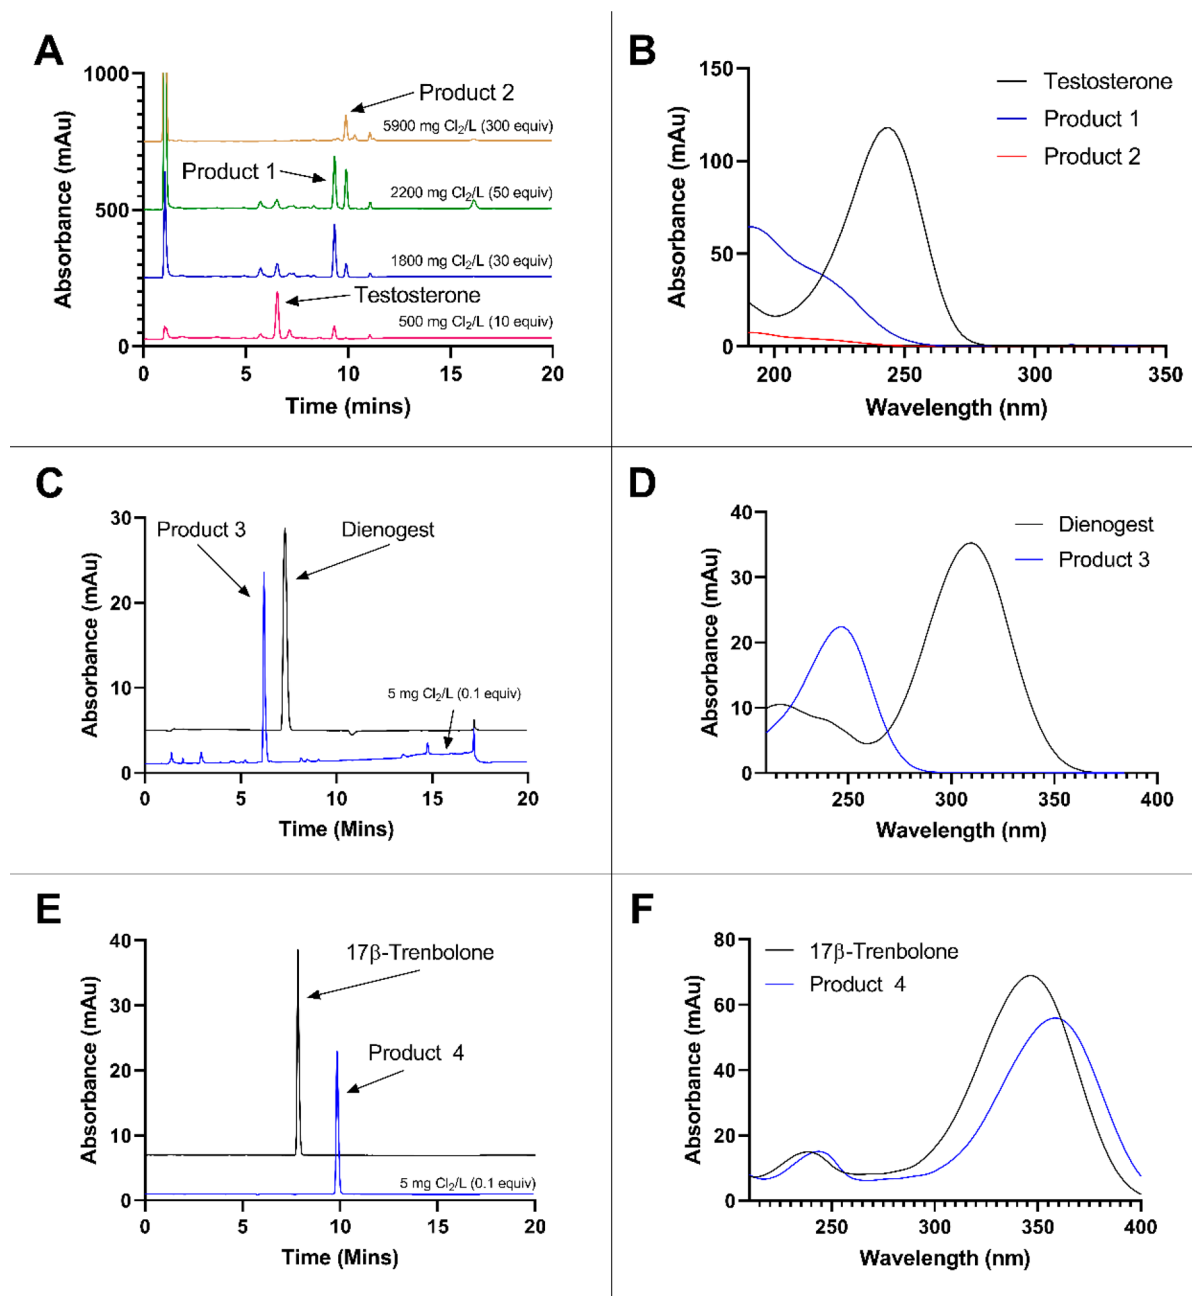 A
Absorbance (mAu)
1000
500
0
Product 2
5900 mg Cl2/L (300 equiv)
Product 1
2200 mg Cl2/L (50 equiv)
1800 mg Cl2/L (30 equiv)
Testosterone
500 mg Cl2/L (10 equiv)
0 5 10 15 20
Time (mins)
B
Absorbance (mAu)
150
100
50
0
Testosterone
Product 1
Product 2
200 250 300 350
Wavelength (nm)
C
Absorbance (mAu)
30
20
10
0
Product 3
Dienogest
5 mg Cl2/L (0.1 equiv)
0 5 10 15 20
Time (Mins)
D
Absorbance (mAu)
40
30
20
10
0
Dienogest
Product 3
250 300 350 400
Wavelength (nm)
E
Absorbance (mAu)
40
30
20
10
0
17β-Trenbolone
Product 4
5 mg Cl2/L (0.1 equiv)
0 5 10 15 20
Time (Mins)
F
Absorbance (mAu)
80
60
40
20
0
17β-Trenbolone
Product 4
250 300 350 400
Wavelength (nm)